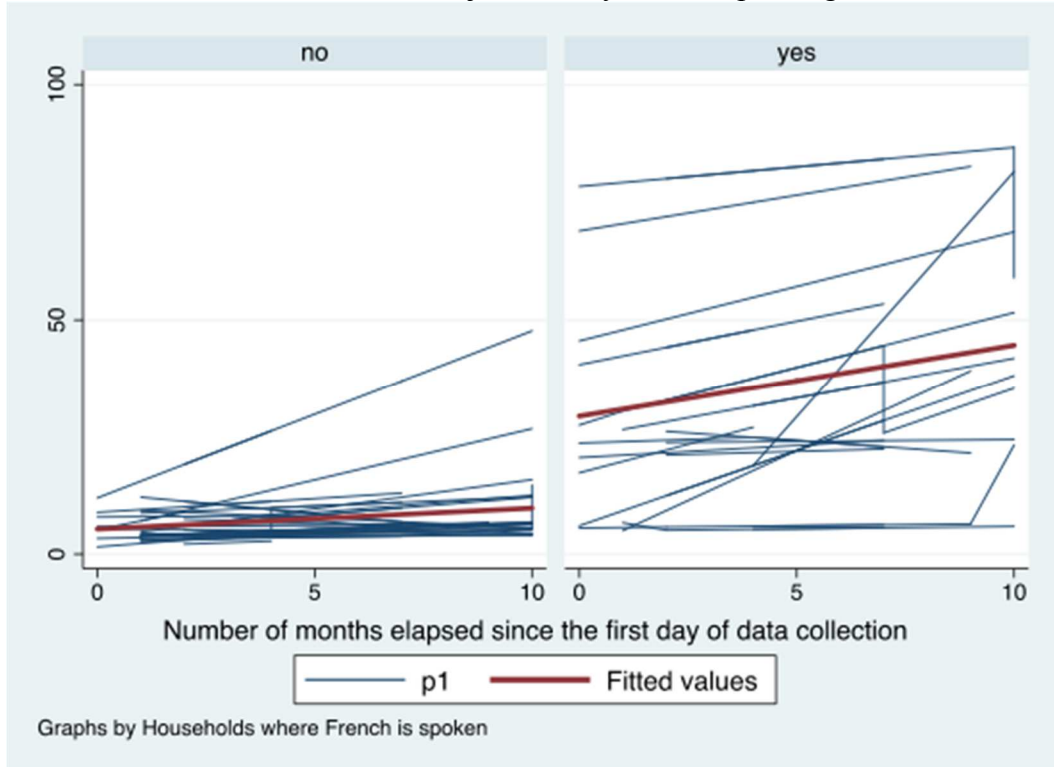 no
yes
100
50
0
0 5 10
0 5 10
Number of months elapsed since the first day of data collection
p1 Fitted values
Graphs by Households where French is spoken